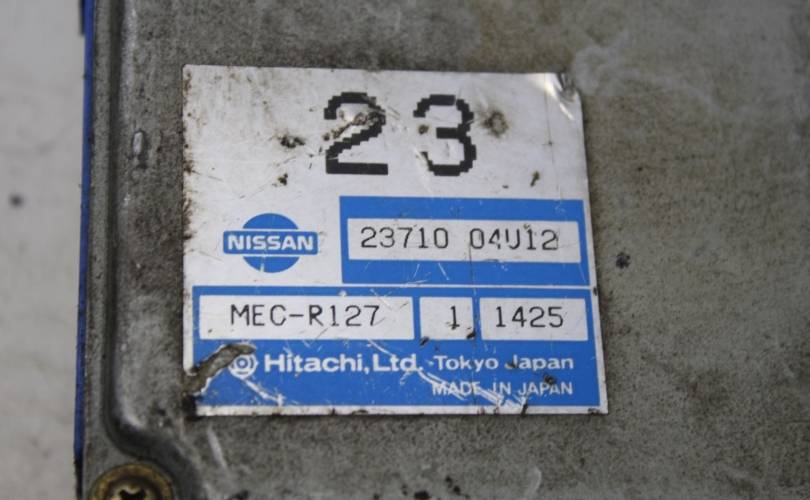 23
NISSAN
23710 04U12
MEC-R127 1 1425
Hitachi, Ltd. Tokyo Japan
MADE IN JAPAN